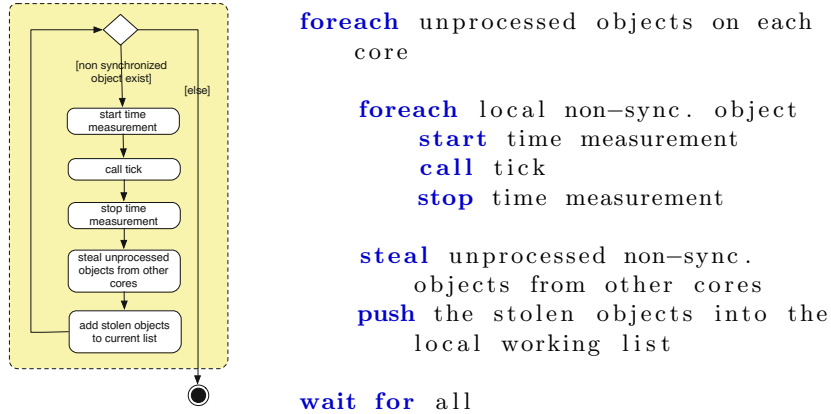 [non synchronized
object exist]
[else]
start time
measurement
call tick
stop time
measurement
steal unprocessed
objects from other
cores
add stolen objects
to current list
foreach unprocessed objects on each
core
foreach local non−sync. object
start time measurement
call tick
stop time measurement
steal unprocessed non−sync.
objects from other cores
push the stolen objects into the
local working list
wait for all